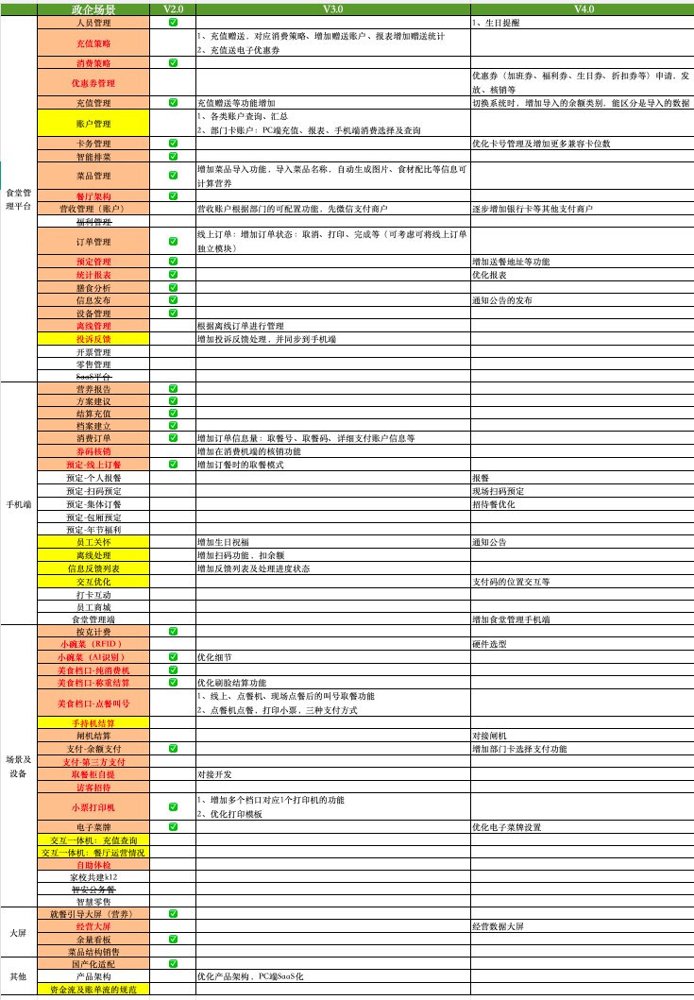 政企场景 V2.0 V3.0 V4.0
食堂管理平台
人员管理 ✅ 1、生日提醒
充值策略 1、充值赠送，对应消费策略、增加赠送账户、报表增加赠送统计
2、充值送电子优惠券
消费策略 ✅
优惠券管理 优惠券（加班券、福利券、生日券、折扣券等）申请，发
放、核销等
充值管理 ✅ 充值赠送等功能增加 切换系统时，增加导入的余额类别，能区分是导入的数据
账户管理 1、各类账户查询、汇总
2、部门卡账户：PC端充值、报表、手机端消费选择及查询
卡务管理 ✅ 优化卡号管理及增加更多兼容卡位数
智能排菜 ✅
菜品管理 ✅ 增加菜品导入功能，导入菜品名称，自动生成图片、食材配比等信息可
计算营养
餐厅架构 ✅
营收管理（账户） 营收账户根据部门的可配置功能，先微信支付商户 逐步增加银行卡等其他支付商户
福利管理
订单管理 ✅ 线上订单：增加订单状态：取消、打印、完成等（可考虑可将线上订单
独立模块）
预定管理 ✅ 增加送餐地址等功能
统计报表 ✅ 优化报表
膳食分析 ✅
信息发布 ✅ 通知公告的发布
设备管理 ✅
离线管理 根据离线订单进行管理
投诉反馈 增加投诉反馈处理，并同步到手机端
开票管理
零售管理
SaaS平台
手机端
营养报告 ✅
方案建议 ✅
结算充值 ✅
档案建立 ✅
消费订单 ✅ 增加订单信息量：取餐号、取餐码、详细支付账户信息等
券码核销 增加在消费机端的核销功能
预定-线上订餐 ✅ 增加订餐时的取餐模式
预定-个人报餐 报餐
预定-扫码预定 现场扫码预定
预定-集体订餐 招待餐优化
预定-包厢预定
预定-年节福利
员工关怀 增加生日祝福 通知公告
离线处理 增加扫码功能，扣余额
信息反馈列表 增加反馈列表及处理进度状态
交互优化 支付码的位置交互等
打卡互动
员工商城
食堂管理端 增加食堂管理手机端
场景及设备
按克计费 ✅
小碗菜（RFID） 硬件选型
小碗菜（AI识别） ✅ 优化细节
美食档口-纯消费机 ✅
美食档口-称重结算 ✅ 优化刷脸结算功能
美食档口-点餐叫号 1、线上、点餐机、现场点餐后的叫号取餐功能
2、点餐机点餐，打印小票，三种支付方式
手持机结算
闸机结算 对接闸机
支付-余额支付 ✅ 增加部门卡选择支付功能
支付-第三方支付
取餐柜自提 对接开发
访客招待
小票打印机 ✅ 1、增加多个档口对应1个打印机的功能
2、优化打印模板
电子菜牌 ✅ 优化电子菜牌设置
交互一体机：充值查询
交互一体机：餐厅运营情况
自助体检
家校共建k12
智安公务餐
智慧零售
大屏
就餐引导大屏（营养） ✅
经营大屏 经营数据大屏
余量看板 ✅
菜品结构销售
其他
国产化适配 ✅
产品架构 优化产品架构，PC端SaaS化
资金流及账单流的规范